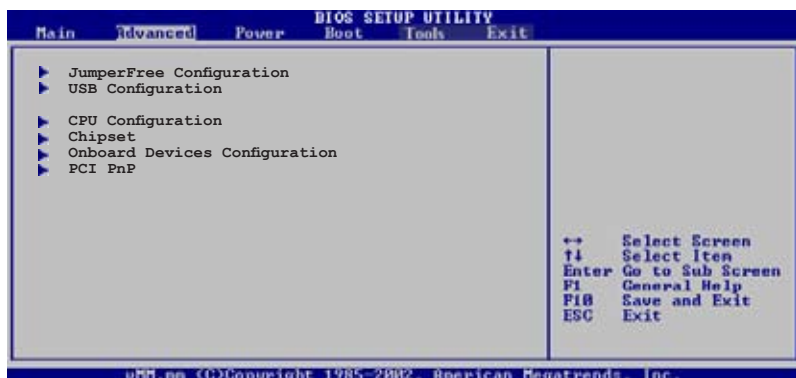 BIOS SETUP UTILITY
Main Advanced Power Boot Tools Exit
JumperFree Configuration
USB Configuration
CPU Configuration
Chipset
Onboard Devices Configuration
PCI PnP
↔ Select Screen
↑↓ Select Item
Enter Go to Sub Screen
F1 General Help
F10 Save and Exit
ESC Exit
(C)Copyright 1985-2002, American Megatrends, Inc.